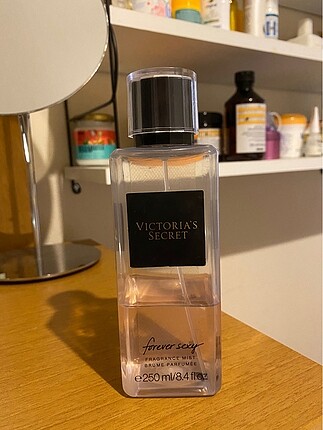 VICTORIA'S
SECRET
forever sexy
FRAGRANCE MIST
BRUME PARFUMÉE
e250 ml/8.4 fl oz